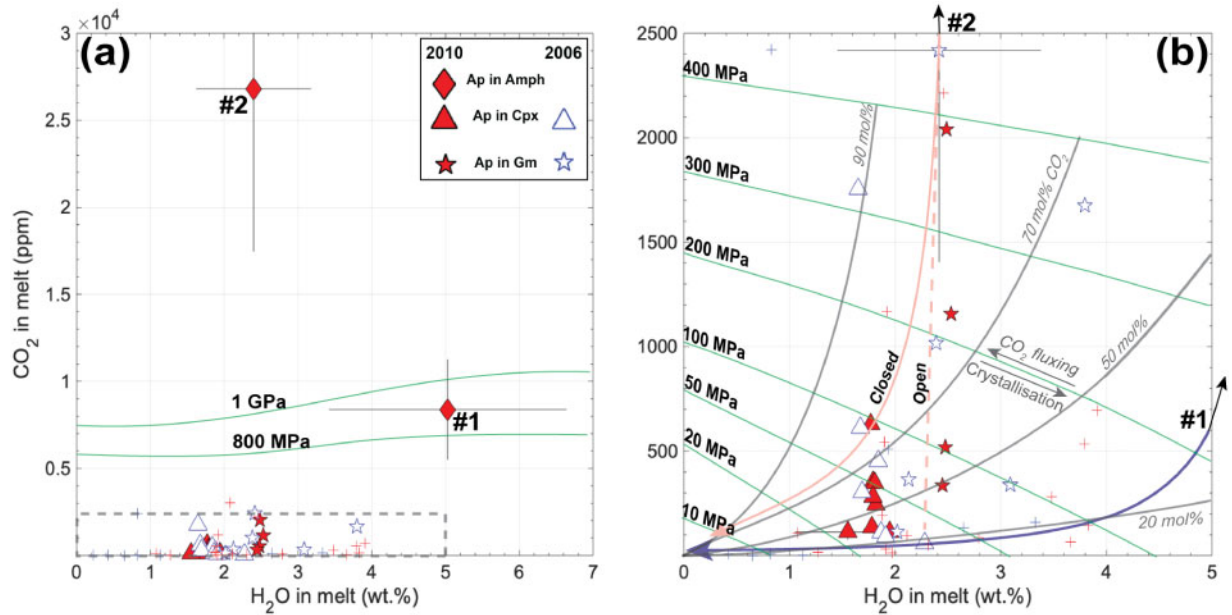 (a)
3
×10⁴
2.5
2
1.5
1
0.5
0
CO₂ in melt (ppm)
0 1 2 3 4 5 6 7
H₂O in melt (wt.%)
2010 2006
Ap in Amph
Ap in Cpx
Ap in Gm
#2
#1
1 GPa
800 MPa
(b)
#2
2500
2000
1500
1000
500
0
400 MPa
300 MPa
200 MPa
100 MPa
50 MPa
20 MPa
10 MPa
90 mol%
70 mol% CO₂
50 mol%
20 mol%
CO₂ fluxing
Crystallisation
Closed
Open
#1
0 1 2 3 4 5
H₂O in melt (wt.%)